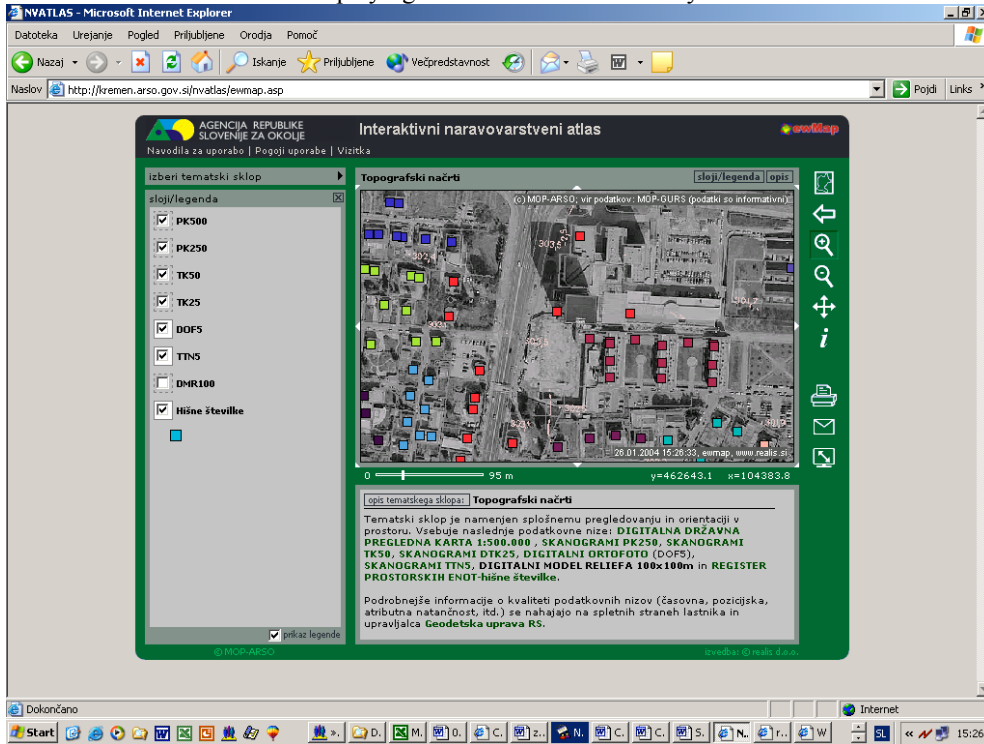 NVATLAS - Microsoft Internet Explorer
Datoteka Urejanje Pogled Priljubljene Orodja Pomoč
Nazaj Iskanje Priljubljene Večpredstavnost
Naslov http://kremen.arso.gov.si/nvatlas/ewmap.asp Pojdi Links
AGENCIJA REPUBLIKE
SLOVENIJE ZA OKOLJE
Interaktivni naravovarstveni atlas
ewMap
Navodila za uporabo | Pogoji uporabe | Vizitka
izberi tematski sklop
sloji/legenda
PK500
PK250
TK50
TK25
DOF5
TTN5
DMR100
Hišne številke
prikaz legende
Topografski načrti sloji/legenda opis
(c) MOP-ARSO; vir podatkov: MOP-GURS (podatki so informativni)
26.01.2004 15:26:33, ewmap, www.realis.si
0 95 m y=462643.1 x=104383.8
opis tematskega sklopa: Topografski načrti
Tematski sklop je namenjen splošnemu pregledovanju in orientaciji v
prostoru. Vsebuje naslednje podatkovne nize: DIGITALNA DRŽAVNA
PREGLEDNA KARTA 1:500.000 , SKANOGRAMI PK250, SKANOGRAMI
TK50, SKANOGRAMI DTK25, DIGITALNI ORTOFOTO (DOF5),
SKANOGRAMI TTN5, DIGITALNI MODEL RELIEFA 100x100m in REGISTER
PROSTORSKIH ENOT-hišne številke.
Podrobnejše informacije o kvaliteti podatkovnih nizov (časovna, pozicijska,
atributna natančnost, itd.) se nahajajo na spletnih straneh lastnika in
upravljalca Geodetska uprava RS.
© MOP-ARSO
izvedba: © realis d.o.o.
Dokončano Internet
Start ». D. M. 0. C. z.. N. C. C. S. N.. r.. W SL « 15:26